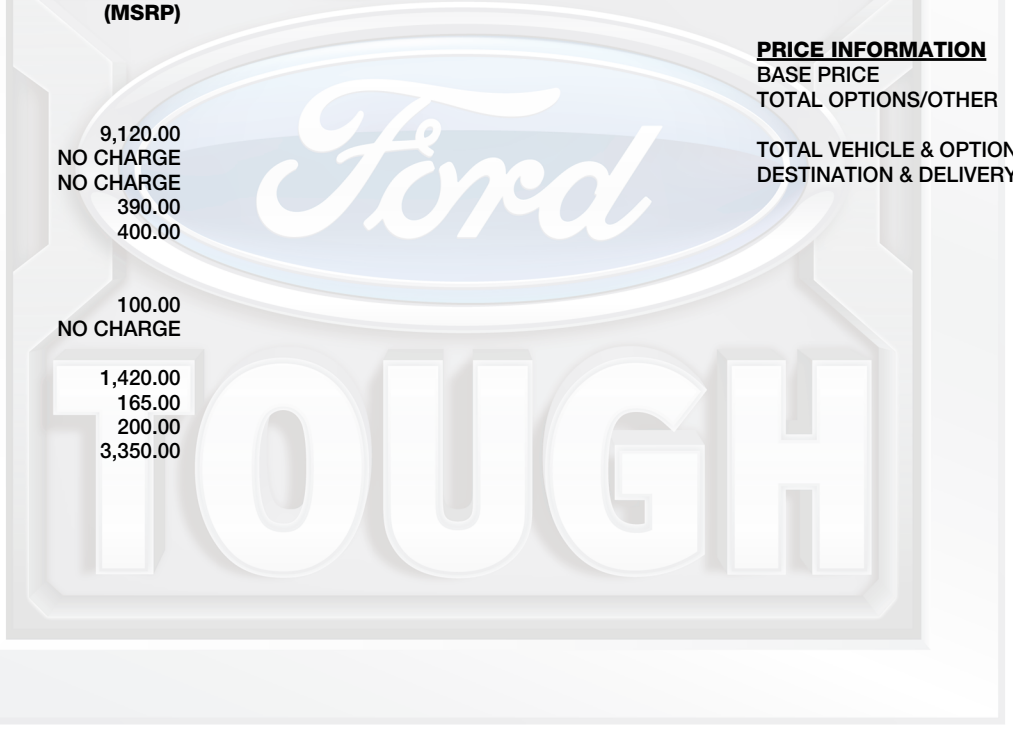 (MSRP)
9,120.00
NO CHARGE
NO CHARGE
390.00
400.00
100.00
NO CHARGE
1,420.00
165.00
200.00
3,350.00
PRICE INFORMATION
BASE PRICE
TOTAL OPTIONS/OTHER
TOTAL VEHICLE & OPTION
DESTINATION & DELIVERY
Ford
TOUGH